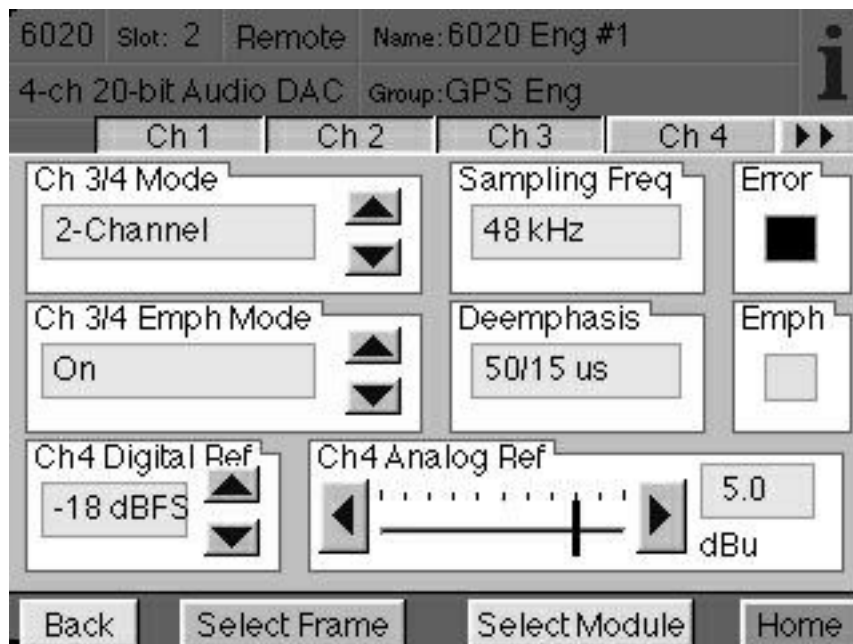 6020 Slot: 2 Remote Name: 6020 Eng #1
4-ch 20-bit Audio DAC Group: GPS Eng
i
Ch 1 Ch 2 Ch 3 Ch 4
Ch 3/4 Mode Sampling Freq Error
2-Channel 48 kHz
Ch 3/4 Emph Mode Deemphasis Emph
On 50/15 us
Ch4 Digital Ref Ch4 Analog Ref
-18 dBFS 5.0
dBu
Back Select Frame Select Module Home